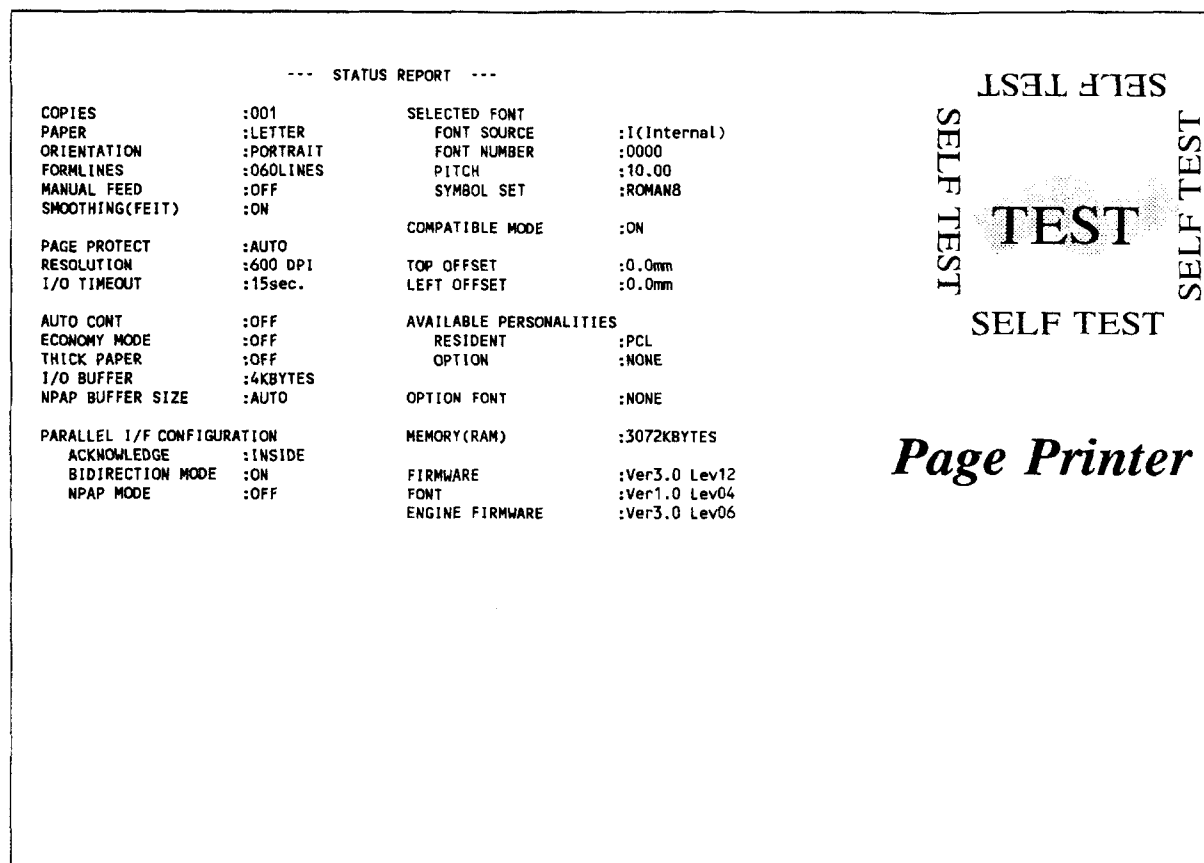 --- STATUS REPORT ---
COPIES :001
PAPER :LETTER
ORIENTATION :PORTRAIT
FORMLINES :060LINES
MANUAL FEED :OFF
SMOOTHING(FEIT) :ON
PAGE PROTECT :AUTO
RESOLUTION :600 DPI
I/O TIMEOUT :15sec.
AUTO CONT :OFF
ECONOMY MODE :OFF
THICK PAPER :OFF
I/O BUFFER :4KBYTES
NPAP BUFFER SIZE :AUTO
PARALLEL I/F CONFIGURATION
ACKNOWLEDGE :INSIDE
BIDIRECTION MODE :ON
NPAP MODE :OFF
SELECTED FONT
FONT SOURCE :I(Internal)
FONT NUMBER :0000
PITCH :10.00
SYMBOL SET :ROMAN8
COMPATIBLE MODE :ON
TOP OFFSET :0.0mm
LEFT OFFSET :0.0mm
AVAILABLE PERSONALITIES
RESIDENT :PCL
OPTION :NONE
OPTION FONT :NONE
MEMORY(RAM) :3072KBYTES
FIRMWARE :Ver3.0 Lev12
FONT :Ver1.0 Lev04
ENGINE FIRMWARE :Ver3.0 Lev06
SELF TEST
SELF TEST
TEST
SELF TEST
SELF TEST
Page Printer